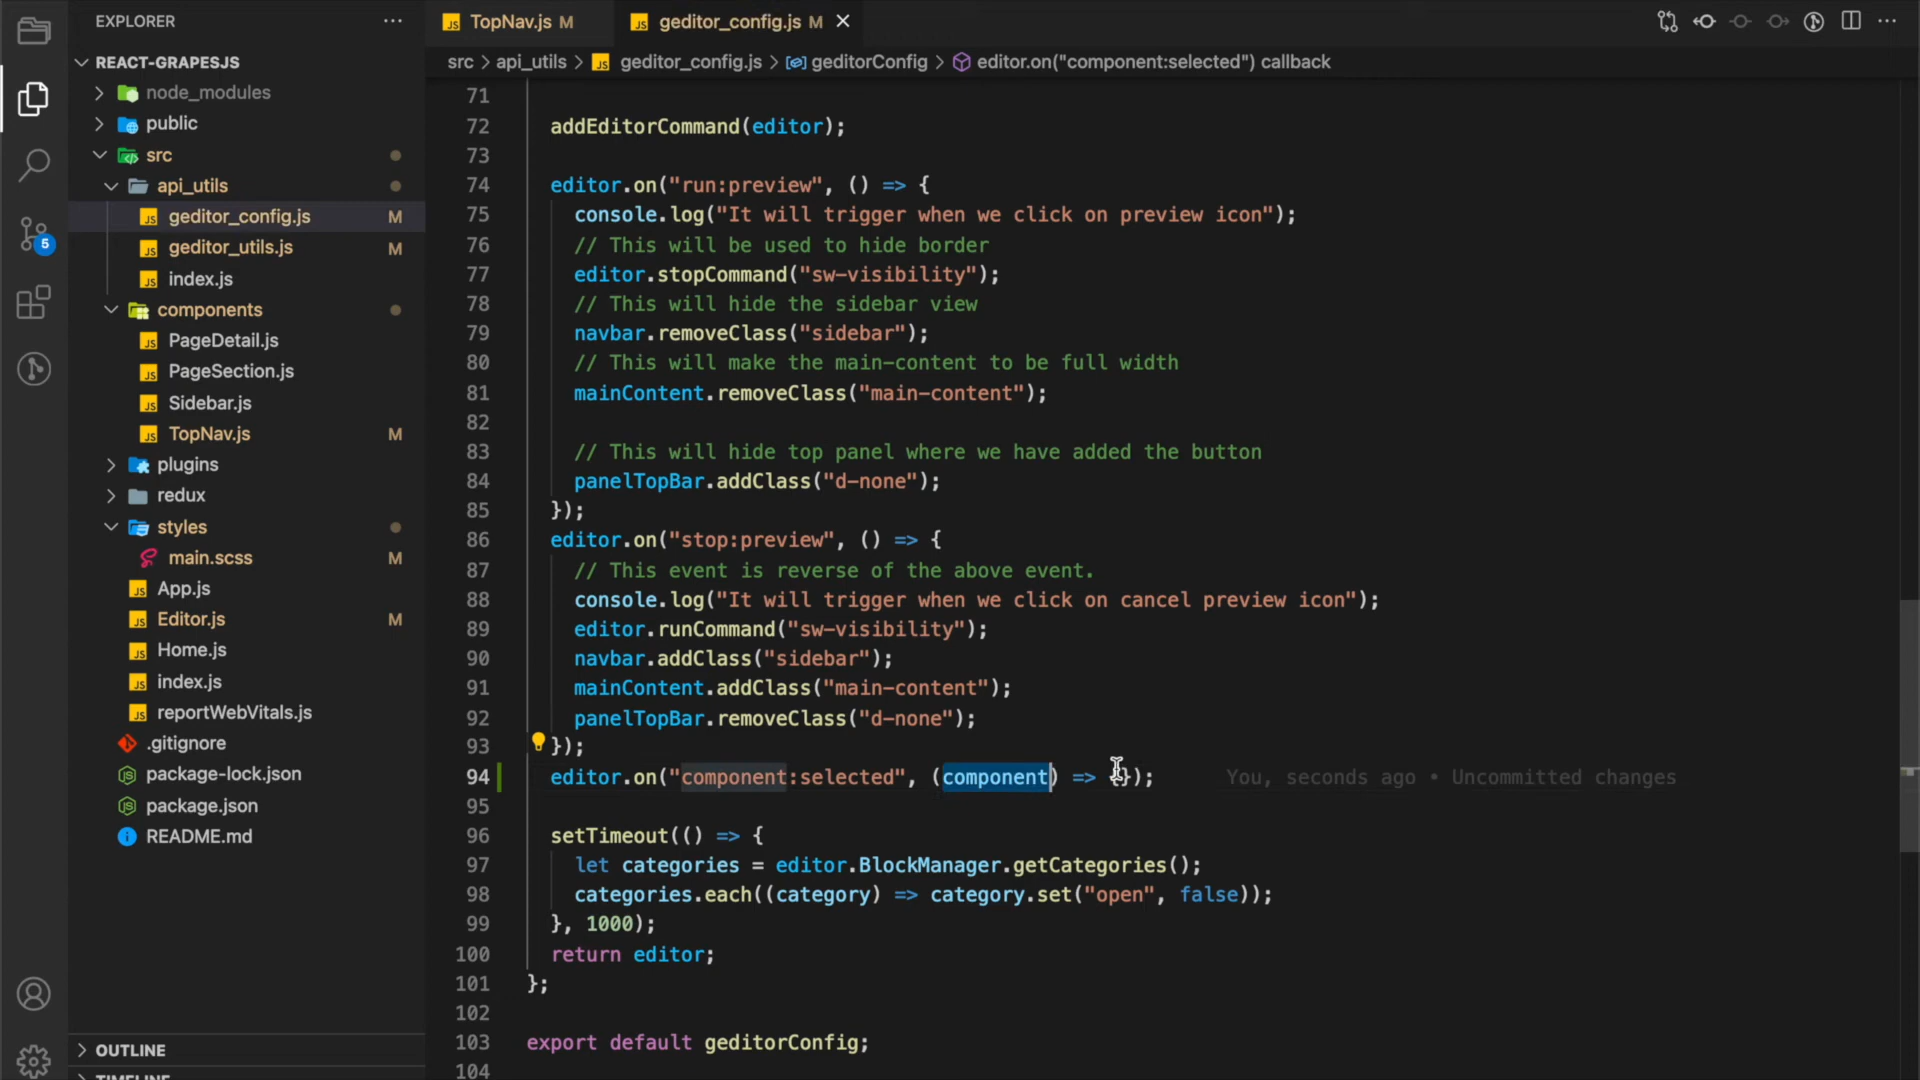 EXPLORER
TopNav.js M
geditor_config.js M
REACT-GRAPESJS
src > api_utils > geditor_config.js > geditorConfig > editor.on("component:selected") callback
node_modules
public
src
api_utils
geditor_config.js M
geditor_utils.js M
index.js
components
PageDetail.js
PageSection.js
Sidebar.js
TopNav.js M
plugins
redux
styles
main.scss M
App.js
Editor.js M
Home.js
index.js
reportWebVitals.js
.gitignore
package-lock.json
package.json
README.md
OUTLINE
TIMELINE
5
71
72 addEditorCommand(editor);
73
74 editor.on("run:preview", () => {
75 console.log("It will trigger when we click on preview icon");
76 // This will be used to hide border
77 editor.stopCommand("sw-visibility");
78 // This will hide the sidebar view
79 navbar.removeClass("sidebar");
80 // This will make the main-content to be full width
81 mainContent.removeClass("main-content");
82
83 // This will hide top panel where we have added the button
84 panelTopBar.addClass("d-none");
85 });
86 editor.on("stop:preview", () => {
87 // This event is reverse of the above event.
88 console.log("It will trigger when we click on cancel preview icon");
89 editor.runCommand("sw-visibility");
90 navbar.addClass("sidebar");
91 mainContent.addClass("main-content");
92 panelTopBar.removeClass("d-none");
93 });
94 editor.on("component:selected", (component) => {}); You, seconds ago • Uncommitted changes
95
96 setTimeout(() => {
97 let categories = editor.BlockManager.getCategories();
98 categories.each((category) => category.set("open", false));
99 }, 1000);
100 return editor;
101 };
102
103 export default geditorConfig;
104